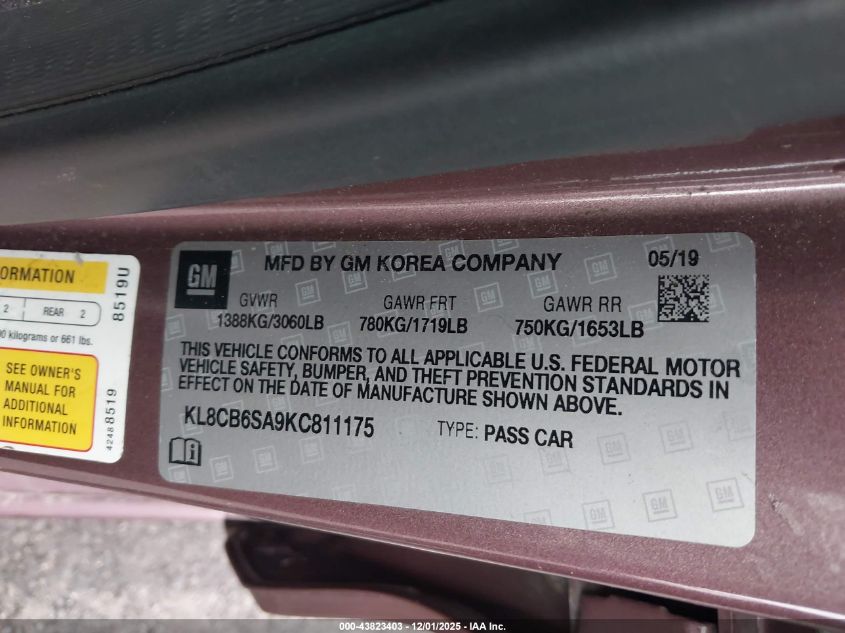 ORMATION
2 REAR 2
0 kilograms or 661 lbs.
SEE OWNER'S
MANUAL FOR
ADDITIONAL
INFORMATION
8519U
42488519
GM
MFD BY GM KOREA COMPANY 05/19
GVWR GAWR FRT GAWR RR
1388KG/3060LB 780KG/1719LB 750KG/1653LB
THIS VEHICLE CONFORMS TO ALL APPLICABLE U.S. FEDERAL MOTOR
VEHICLE SAFETY, BUMPER, AND THEFT PREVENTION STANDARDS IN
EFFECT ON THE DATE OF MANUFACTURE SHOWN ABOVE.
KL8CB6SA9KC811175 TYPE: PASS CAR
000-43823403 - 12/01/2025 - IAA Inc.